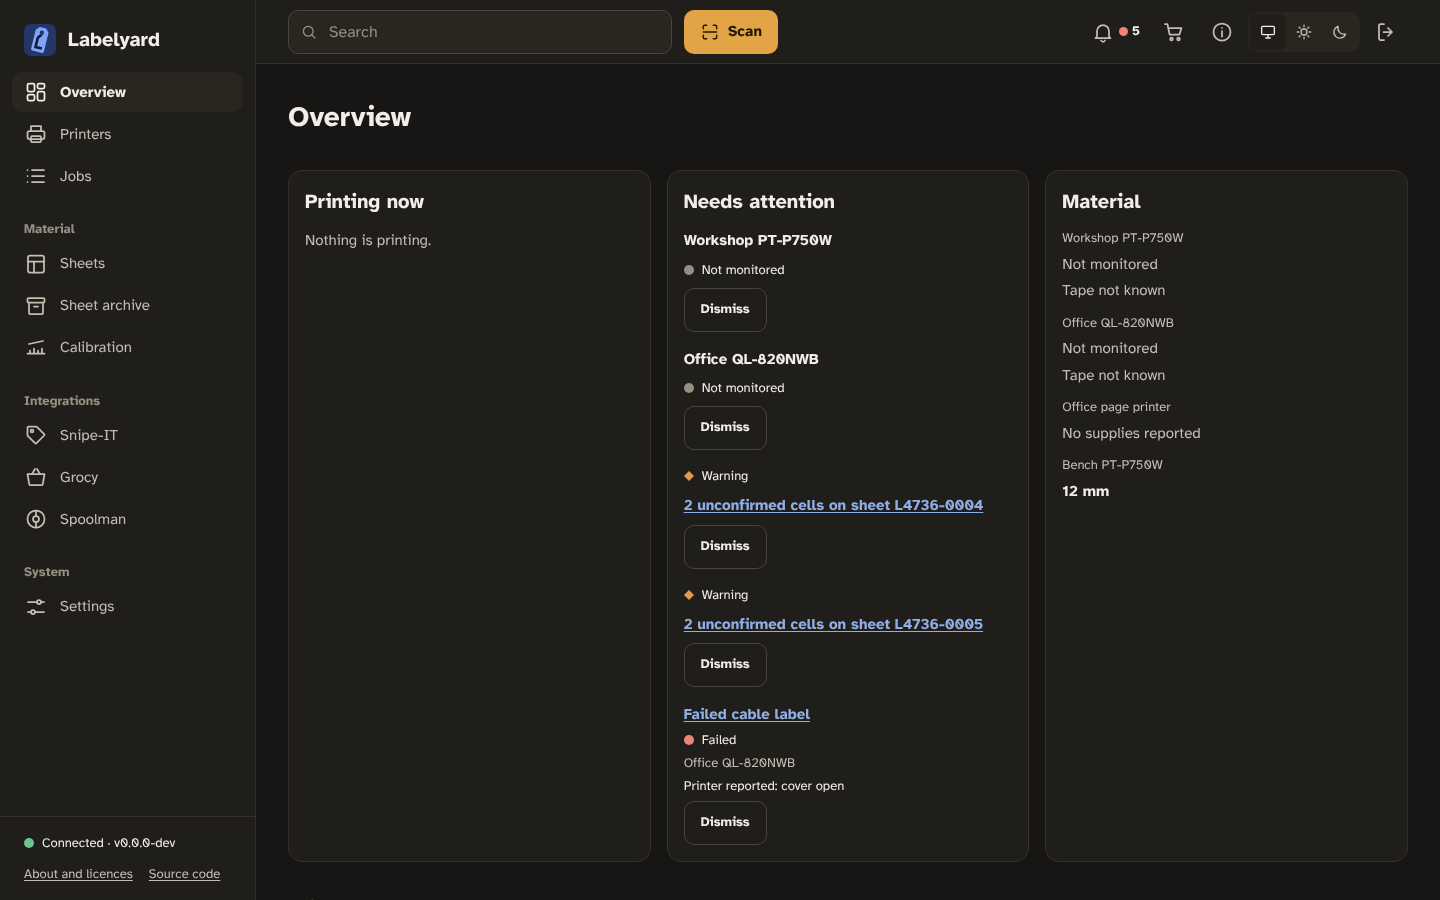 Labelyard
Search
Scan
5
Overview
Printers
Jobs
Material
Sheets
Sheet archive
Calibration
Integrations
Snipe-IT
Grocy
Spoolman
System
Settings
Connected · v0.0.0-dev
About and licences
Source code
Overview
Printing now
Nothing is printing.
Needs attention
Workshop PT-P750W
Not monitored
Dismiss
Office QL-820NWB
Not monitored
Dismiss
Warning
2 unconfirmed cells on sheet L4736-0004
Dismiss
Warning
2 unconfirmed cells on sheet L4736-0005
Dismiss
Failed cable label
Failed
Office QL-820NWB
Printer reported: cover open
Dismiss
Material
Workshop PT-P750W
Not monitored
Tape not known
Office QL-820NWB
Not monitored
Tape not known
Office page printer
No supplies reported
Bench PT-P750W
12 mm